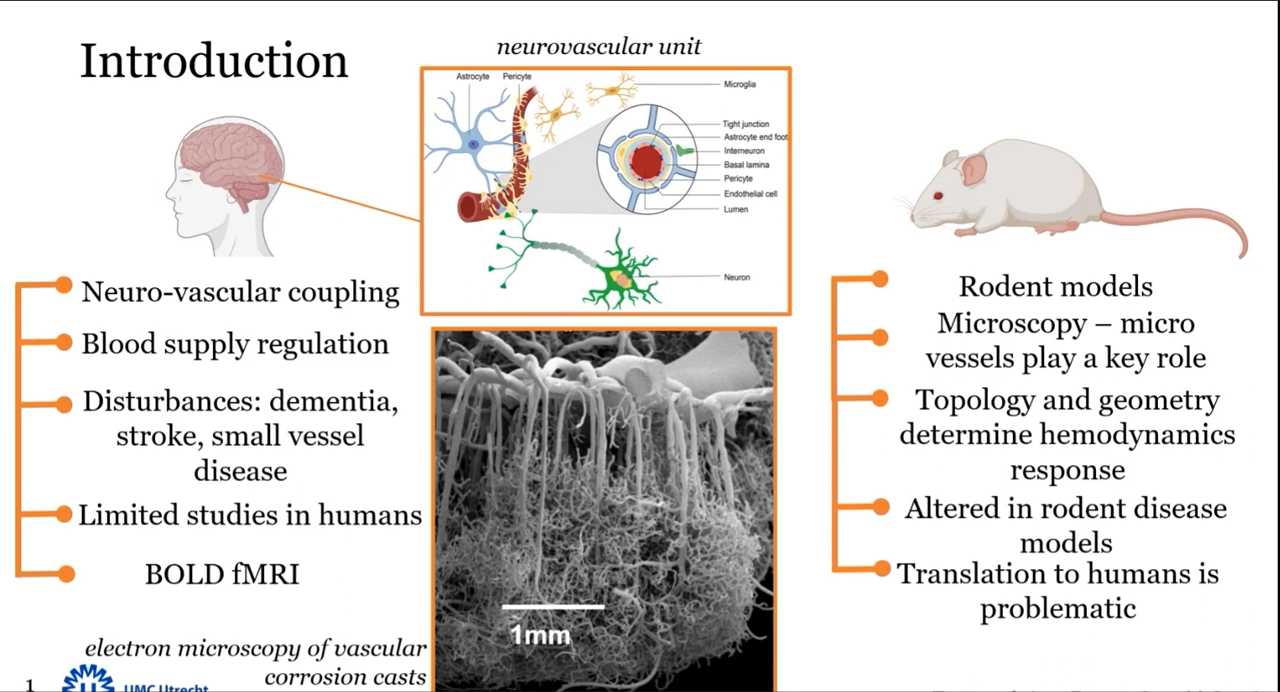 Introduction
neurovascular unit
Astrocyte
Pericyte
Microglia
Tight junction
Astrocyte end foot
Interneuron
Basal lamina
Pericyte
Endothelial cell
Lumen
Neuron
Neuro-vascular coupling
Blood supply regulation
Disturbances: dementia,
stroke, small vessel
disease
Limited studies in humans
BOLD fMRI
1mm
electron microscopy of vascular
corrosion casts
Rodent models
Microscopy – micro
vessels play a key role
Topology and geometry
determine hemodynamics
response
Altered in rodent disease
models
Translation to humans is
problematic
1
UMC Utrecht